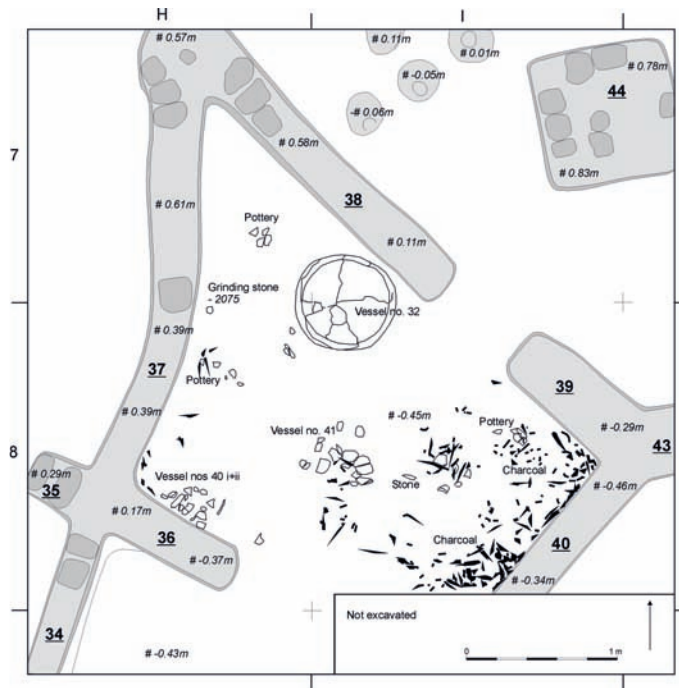 H I
# 0.57m
# 0.11m
# 0.01m
# -0.05m
-# 0.06m
# 0.78m
44
# 0.83m
7
# 0.58m
# 0.61m
38
Pottery
# 0.11m
Grinding stone
- 2075
Vessel no. 32
# 0.39m
37
Pottery
39
# 0.39m
# -0.45m
Pottery
# -0.29m
43
8
Vessel no. 41
Charcoal
# 0.29m
35
Vessel nos 40 i+ii
Stone
# -0.46m
# 0.17m
36
Charcoal
40
# -0.37m
# -0.34m
34
# -0.43m
Not excavated
0 1 m